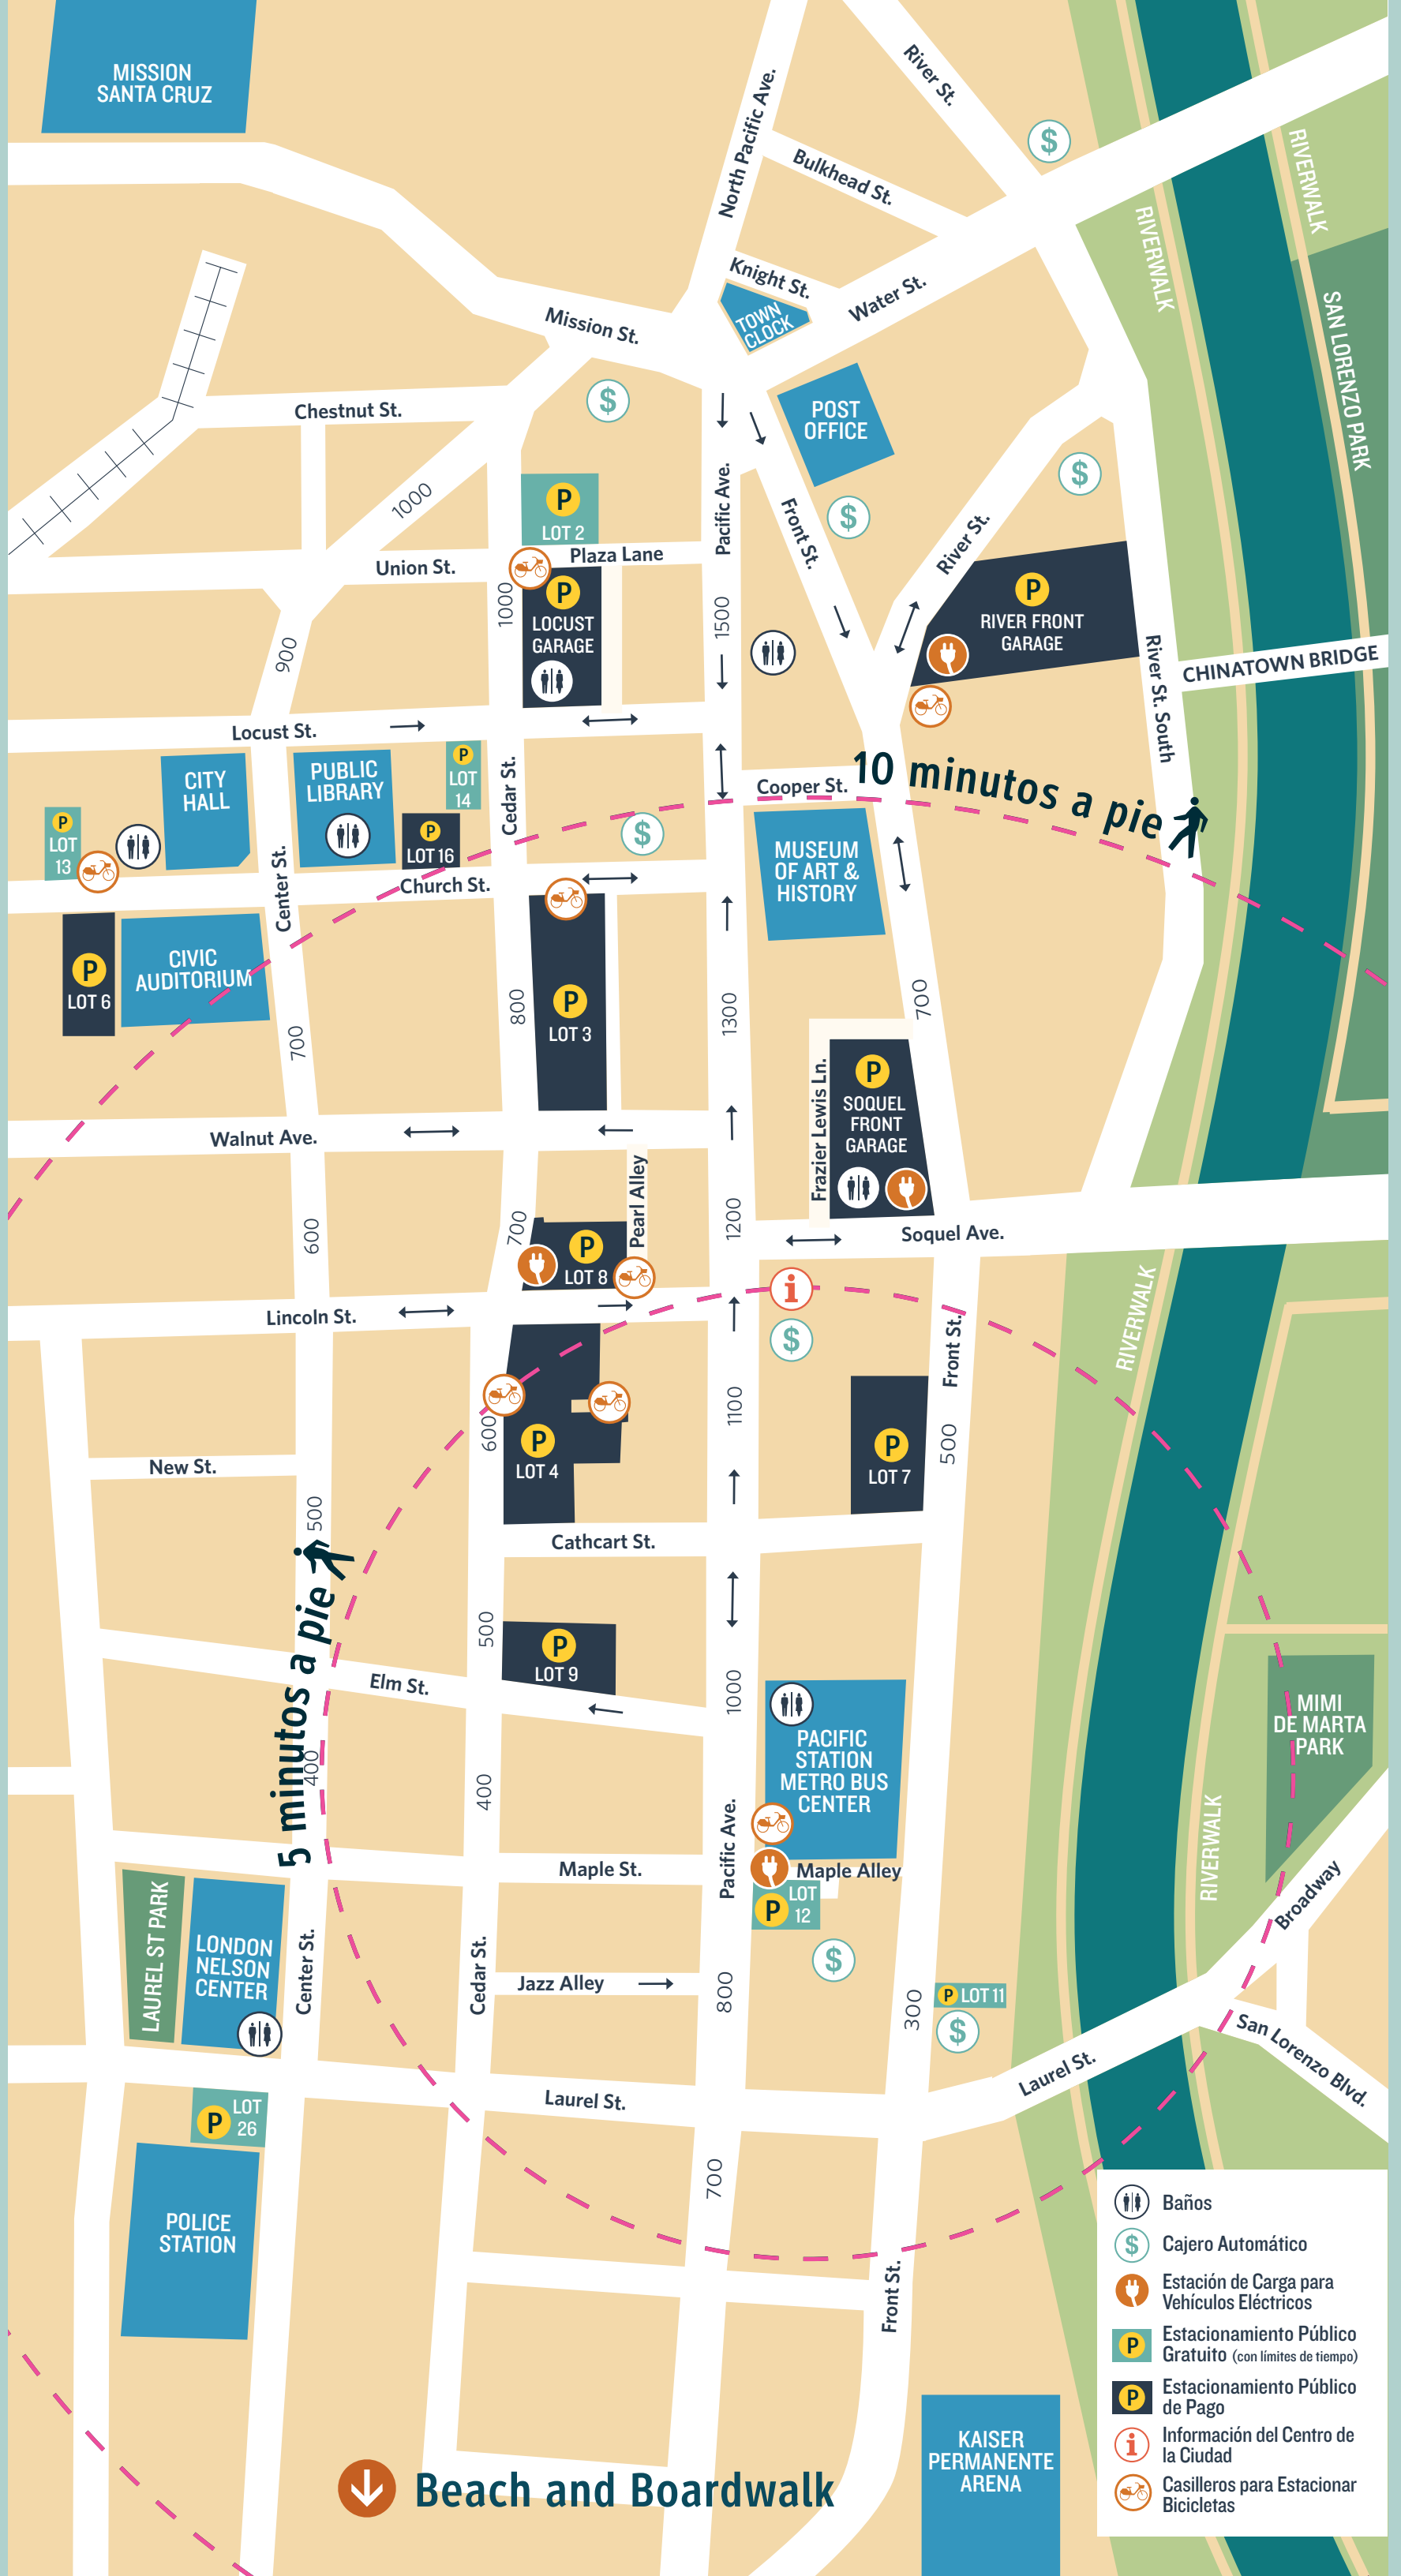 MISSION
SANTA CRUZ
North Pacific Ave.
River St.
$
Bulkhead St.
RIVERWALK
RIVERWALK
Knight St.
TOWN
CLOCK
Water St.
Mission St.
SAN LORENZO PARK
$
Chestnut St.
POST
OFFICE
1000
P
LOT 2
Pacific Ave.
Front St.
$
$
River St.
Union St.
Plaza Lane
1000
P
LOCUST
GARAGE
1500
P
RIVER FRONT
GARAGE
900
River St. South
CHINATOWN BRIDGE
Locust St.
CITY
HALL
PUBLIC
LIBRARY
P
LOT
14
Cedar St.
Cooper St.
10 minutos a pie
P
LOT
13
P
LOT 16
$
Center St.
Church St.
MUSEUM
OF ART &
HISTORY
P
LOT 6
CIVIC
AUDITORIUM
700
800
P
LOT 3
1300
700
Frazier Lewis Ln.
P
SOQUEL
FRONT
GARAGE
Walnut Ave.
Pearl Alley
600
700
P
LOT 8
1200
Soquel Ave.
Lincoln St.
i
$
Front St.
RIVERWALK
600
P
LOT 4
1100
P
LOT 7
500
New St.
500
Cathcart St.
5 minutos a pie
500
P
LOT 9
Elm St.
1000
400
400
PACIFIC
STATION
METRO BUS
CENTER
MIMI
DE MARTA
PARK
RIVERWALK
Pacific Ave.
Maple St.
Maple Alley
P
LOT
12
Broadway
LAUREL ST PARK
LONDON
NELSON
CENTER
Center St.
Cedar St.
Jazz Alley
800
$
300
P LOT 11
$
San Lorenzo Blvd.
Laurel St.
Laurel St.
P
LOT
26
700
POLICE
STATION
Front St.
Baños
$ Cajero Automático
Estación de Carga para
Vehículos Eléctricos
P Estacionamiento Público
Gratuito (con límites de tiempo)
P Estacionamiento Público
de Pago
i Información del Centro de
la Ciudad
Casilleros para Estacionar
Bicicletas
KAISER
PERMANENTE
ARENA
Beach and Boardwalk